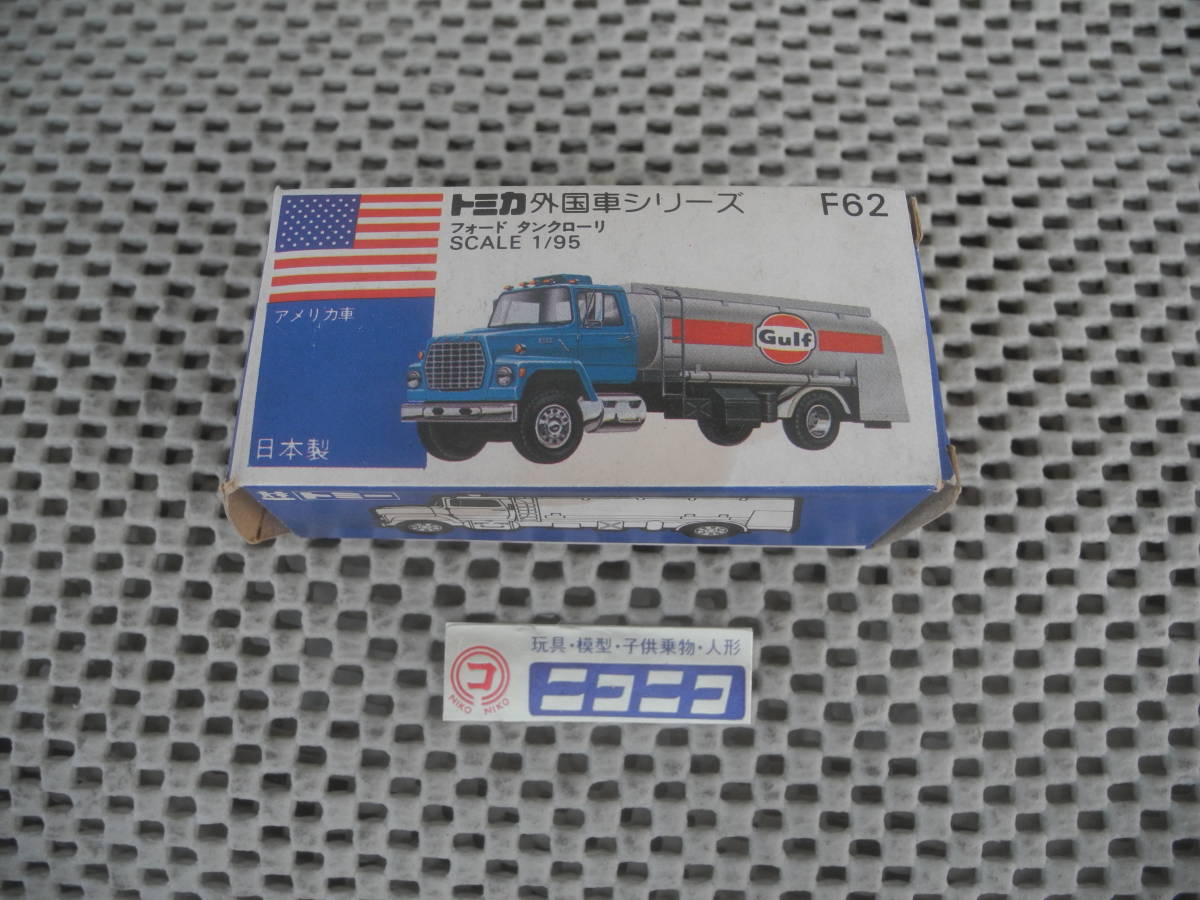 トミカ外国車シリーズ F62
フォード タンクローリ
SCALE 1/95
アメリカ車
Gulf
日本製
トミー
玩具・模型・子供乗物・人形
コ
NIKO NIKO
ニコニコ